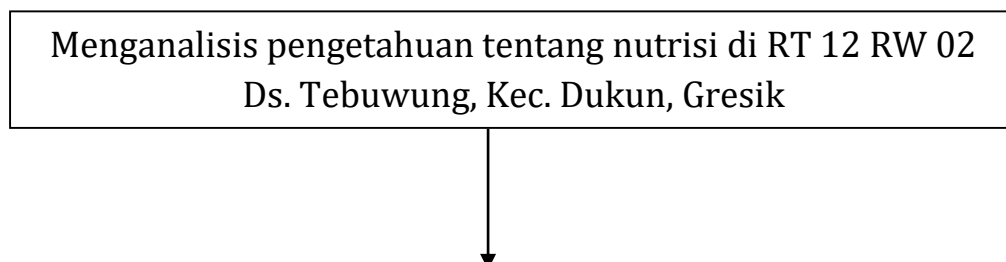 Menganalisis pengetahuan tentang nutrisi di RT 12 RW 02
Ds. Tebuwung, Kec. Dukun, Gresik